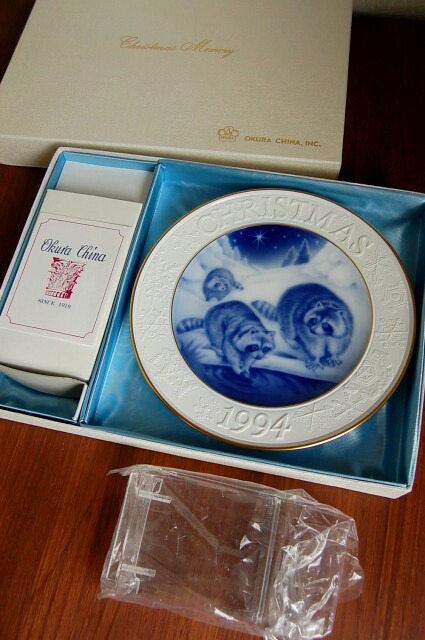 Christmas Memory
OKURA CHINA, INC.
Okura China
SINCE 1919
CHRISTMAS
1994